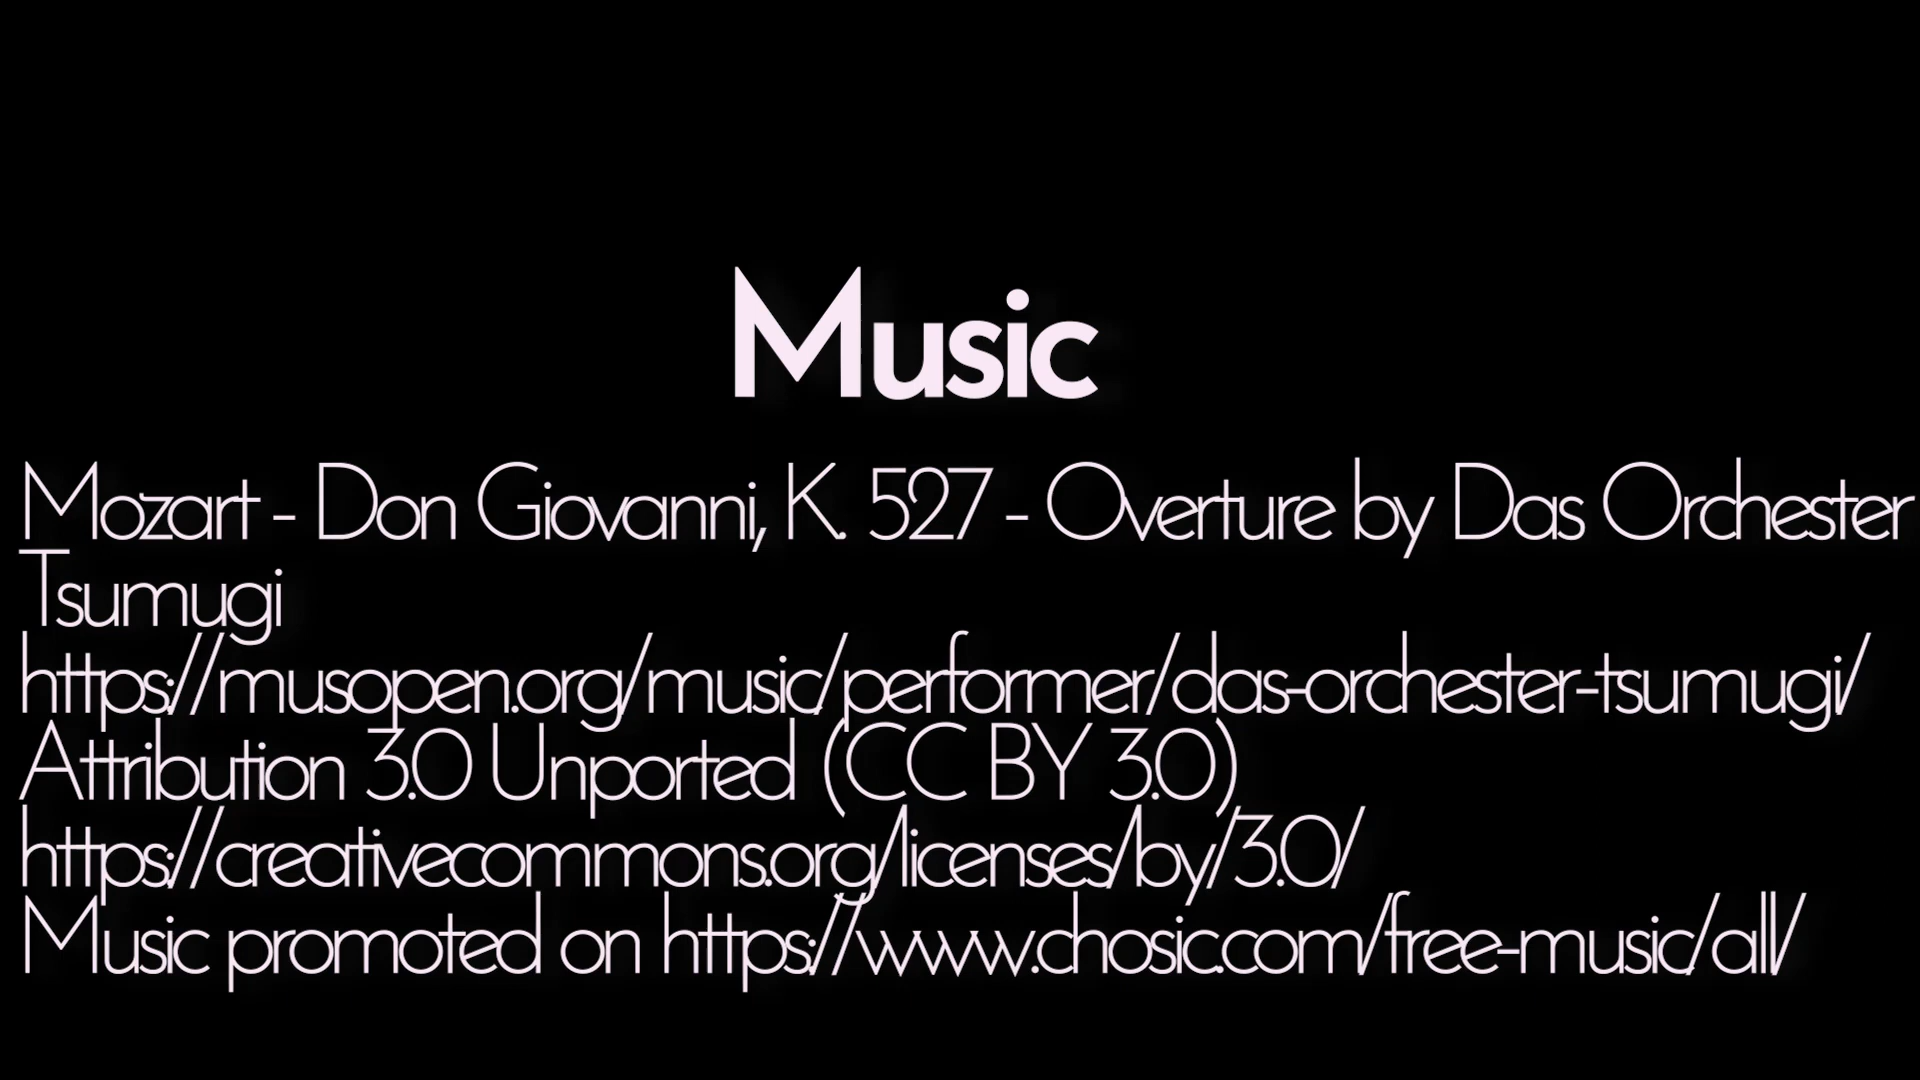 Music
Mozart - Don Giovanni, K. 527 - Overture by Das Orchester
Tsumugi
https://musopen.org/music/performer/das-orchester-tsumugi/
Attribution 3.0 Unported (CC BY 3.0)
https://creativecommons.org/licenses/by/3.0/
Music promoted on https://www.chosic.com/free-music/all/